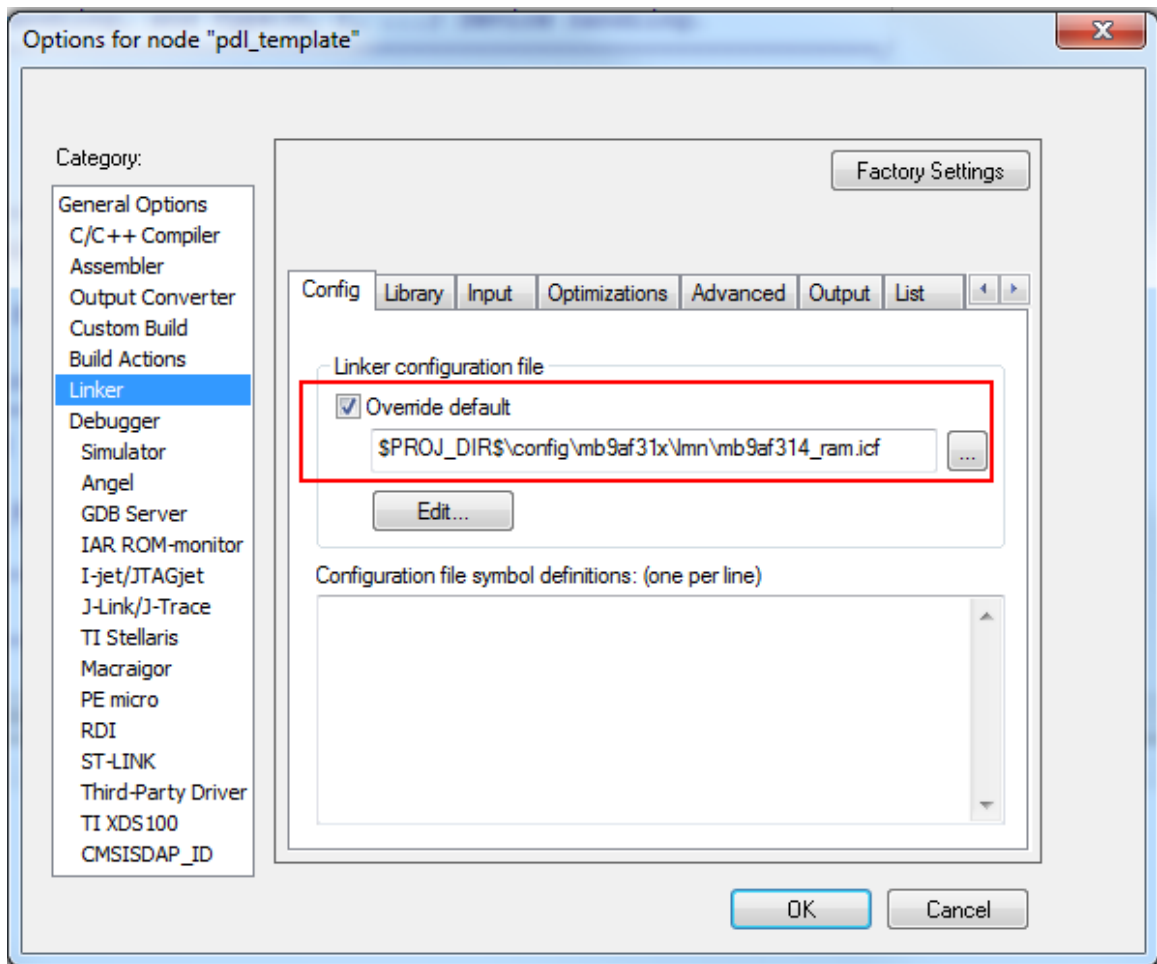 Options for node "pdl_template"
Category:
General Options
C/C++ Compiler
Assembler
Output Converter
Custom Build
Build Actions
Linker
Debugger
Simulator
Angel
GDB Server
IAR ROM-monitor
I-jet/JTAGjet
J-Link/J-Trace
TI Stellaris
Macraigor
PE micro
RDI
ST-LINK
Third-Party Driver
TI XDS100
CMSISDAP_ID
Factory Settings
Config Library Input Optimizations Advanced Output List
Linker configuration file
Override default
$PROJ_DIR$\config\mb9af31x\lmn\mb9af314_ram.icf
...
Edit...
Configuration file symbol definitions: (one per line)
OK Cancel